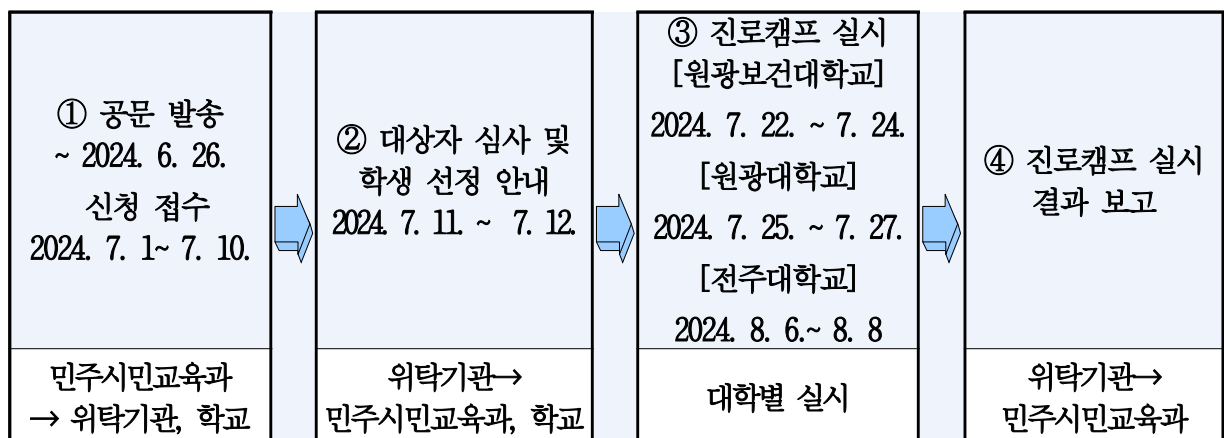 ① 공문 발송
~ 2024. 6. 26.
신청 접수
2024. 7. 1~ 7. 10.
민주시민교육과
→ 위탁기관, 학교
② 대상자 심사 및
학생 선정 안내
2024. 7. 11. ~ 7. 12.
위탁기관→
민주시민교육과, 학교
③ 진로캠프 실시
[원광보건대학교]
2024. 7. 22. ~ 7. 24.
[원광대학교]
2024. 7. 25. ~ 7. 27.
[전주대학교]
2024. 8. 6.~ 8. 8
대학별 실시
④ 진로캠프 실시
결과 보고
위탁기관→
민주시민교육과